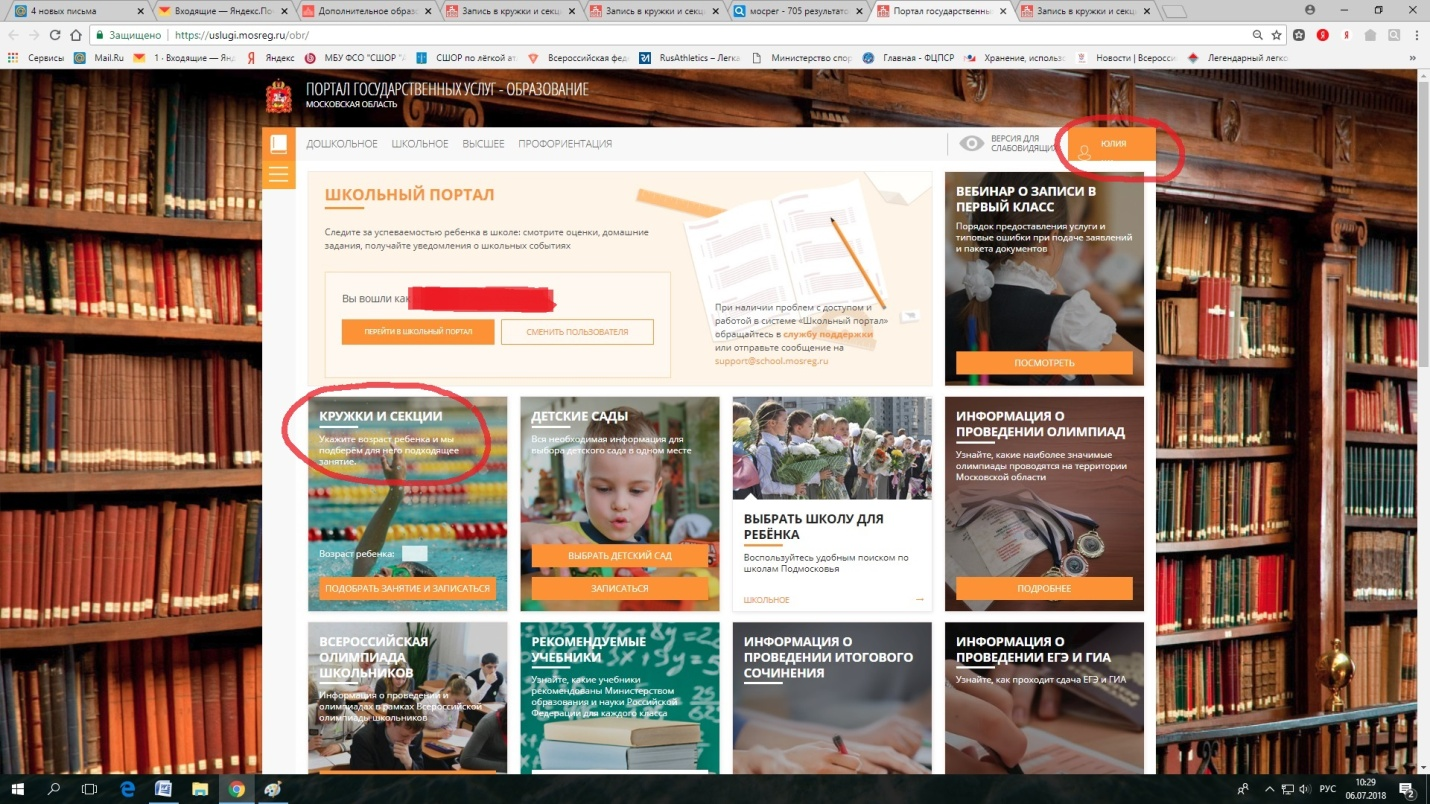 4 новых письма
Входящие — Яндекс.По
Дополнительное образ
Запись в кружки и секц
Запись в кружки и секц
мосрег - 705 результато
Портал государственны
Запись в кружки и секц
Защищено
https://uslugi.mosreg.ru/obr/
Сервисы
Mail.Ru
1 · Входящие — Янд
Яндекс
МБУ ФСО "СШОР "А
СШОР по лёгкой ат
Всероссийская фед
RusAthletics – Легка
Министерство спор
Главная - ФЦПСР
Хранение, использо
Новости | Всеросси
Легендарный легко
»
ПОРТАЛ ГОСУДАРСТВЕННЫХ УСЛУГ - ОБРАЗОВАНИЕ
МОСКОВСКАЯ ОБЛАСТЬ
ДОШКОЛЬНОЕ
ШКОЛЬНОЕ
ВЫСШЕЕ
ПРОФОРИЕНТАЦИЯ
ВЕРСИЯ ДЛЯ
СЛАБОВИДЯЩИХ
ЮЛИЯ
ШКОЛЬНЫЙ ПОРТАЛ
Следите за успеваемостью ребенка в школе: смотрите оценки, домашние
задания, получайте уведомления о школьных событиях
Вы вошли как
ПЕРЕЙТИ В ШКОЛЬНЫЙ ПОРТАЛ
СМЕНИТЬ ПОЛЬЗОВАТЕЛЯ
При наличии проблем с доступом и
работой в системе «Школьный портал»
обращайтесь в службу поддержки
или отправьте сообщение на
support@school.mosreg.ru
ВЕБИНАР О ЗАПИСИ В
ПЕРВЫЙ КЛАСС
Порядок предоставления услуги и
типовые ошибки при подаче заявлений
и пакета документов
ПОСМОТРЕТЬ
КРУЖКИ И СЕКЦИИ
Укажите возраст ребенка и мы
подберём для него подходящее
занятие.
Возраст ребенка:
ПОДОБРАТЬ ЗАНЯТИЕ И ЗАПИСАТЬСЯ
ДЕТСКИЕ САДЫ
Вся необходимая информация для
выбора детского сада в одном месте
ВЫБРАТЬ ДЕТСКИЙ САД
ЗАПИСАТЬСЯ
ВЫБРАТЬ ШКОЛУ ДЛЯ
РЕБЁНКА
Воспользуйтесь удобным поиском по
школам Подмосковья
ШКОЛЬНОЕ
→
ИНФОРМАЦИЯ О
ПРОВЕДЕНИИ ОЛИМПИАД
Узнайте, какие наиболее значимые
олимпиады проводятся на территории
Московской области
ПОДРОБНЕЕ
ВСЕРОССИЙСКАЯ
ОЛИМПИАДА
ШКОЛЬНИКОВ
Информация о проведении и
олимпиадах в рамках Всероссийской
олимпиады школьников
РЕКОМЕНДУЕМЫЕ
УЧЕБНИКИ
Узнайте, какие учебники
рекомендованы Министерством
образования и науки Российской
Федерации для каждого класса
ИНФОРМАЦИЯ О
ПРОВЕДЕНИИ ИТОГОВОГО
СОЧИНЕНИЯ
ИНФОРМАЦИЯ О
ПРОВЕДЕНИИ ЕГЭ И ГИА
Узнайте, как проходит сдача ЕГЭ и ГИА
РУС
10:29
06.07.2018
2